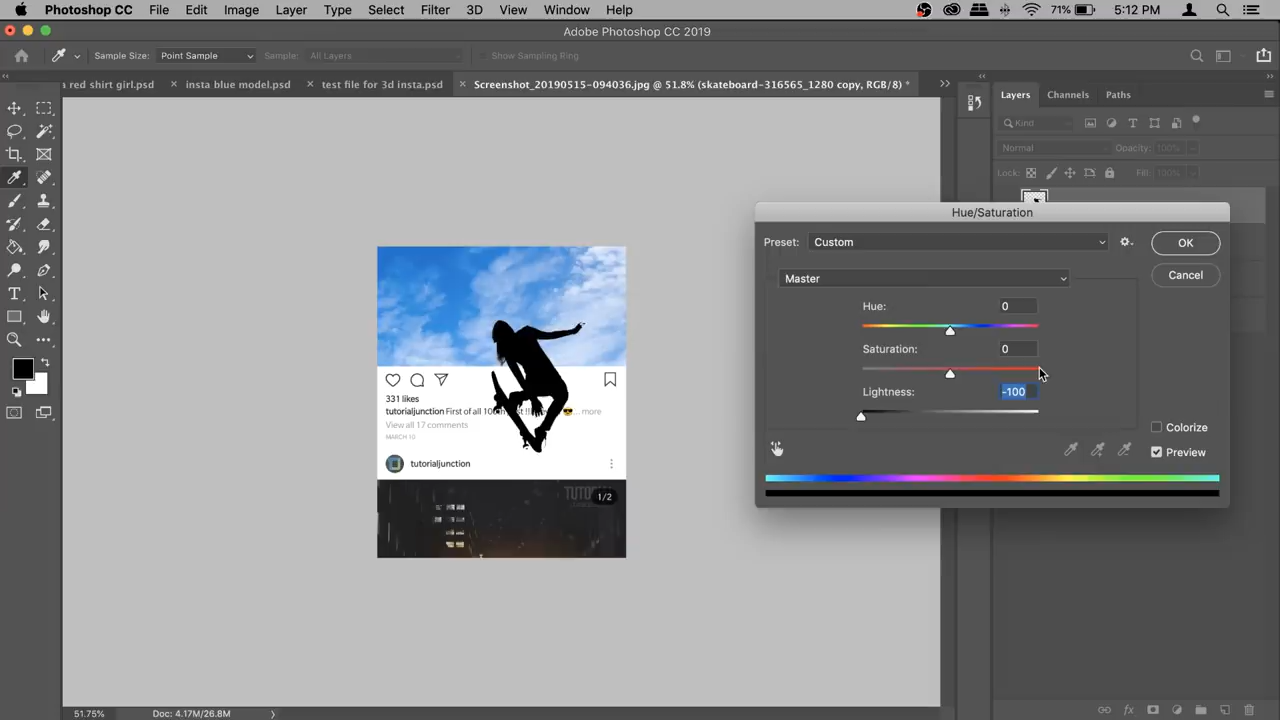 Photoshop CC File Edit Image Layer Type Select Filter 3D View Window Help 71% 5:12 PM
Adobe Photoshop CC 2019
Sample Size: Point Sample Sample: All Layers Show Sampling Ring
a red shirt girl.psd insta blue model.psd test file for 3d insta.psd Screenshot_20190515-094036.jpg @ 51.8% (skateboard-316565_1280 copy, RGB/8) *
Layers Channels Paths
Kind
Normal Opacity: 100%
Lock: Fill: 100%
Hue/Saturation
Preset: Custom OK
Master Cancel
Hue: 0
Saturation: 0
Lightness: -100
Colorize
Preview
331 likes
tutorialjunction First of all 100 more
View all 17 comments
MARCH 10
tutorialjunction
1/2
51.75% Doc: 4.17M/26.8M